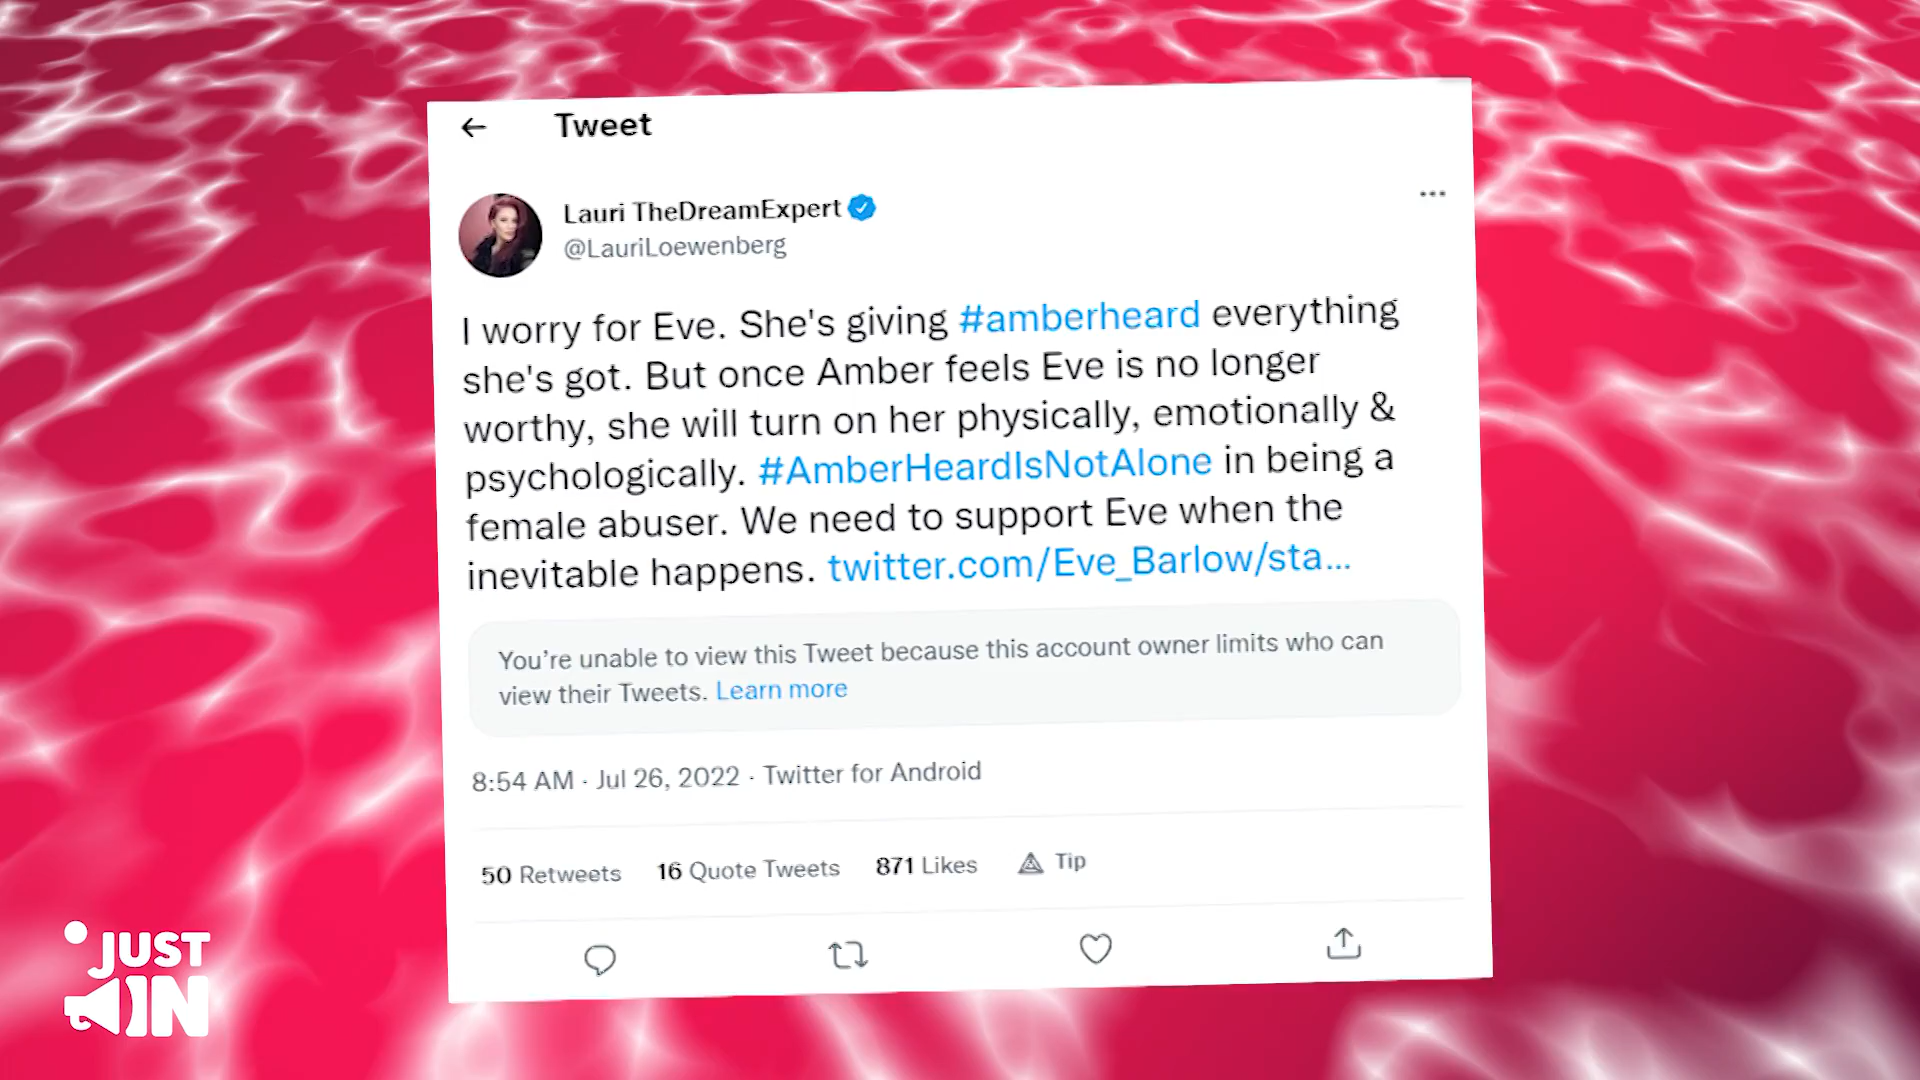 Tweet
Lauri TheDreamExpert
@LauriLoewenberg
I worry for Eve. She's giving #amberheard everything
she's got. But once Amber feels Eve is no longer
worthy, she will turn on her physically, emotionally &
psychologically. #AmberHeardIsNotAlone in being a
female abuser. We need to support Eve when the
inevitable happens. twitter.com/Eve_Barlow/sta...
You're unable to view this Tweet because this account owner limits who can
view their Tweets. Learn more
8:54 AM · Jul 26, 2022 · Twitter for Android
50 Retweets 16 Quote Tweets 871 Likes Tip
JUST
IN